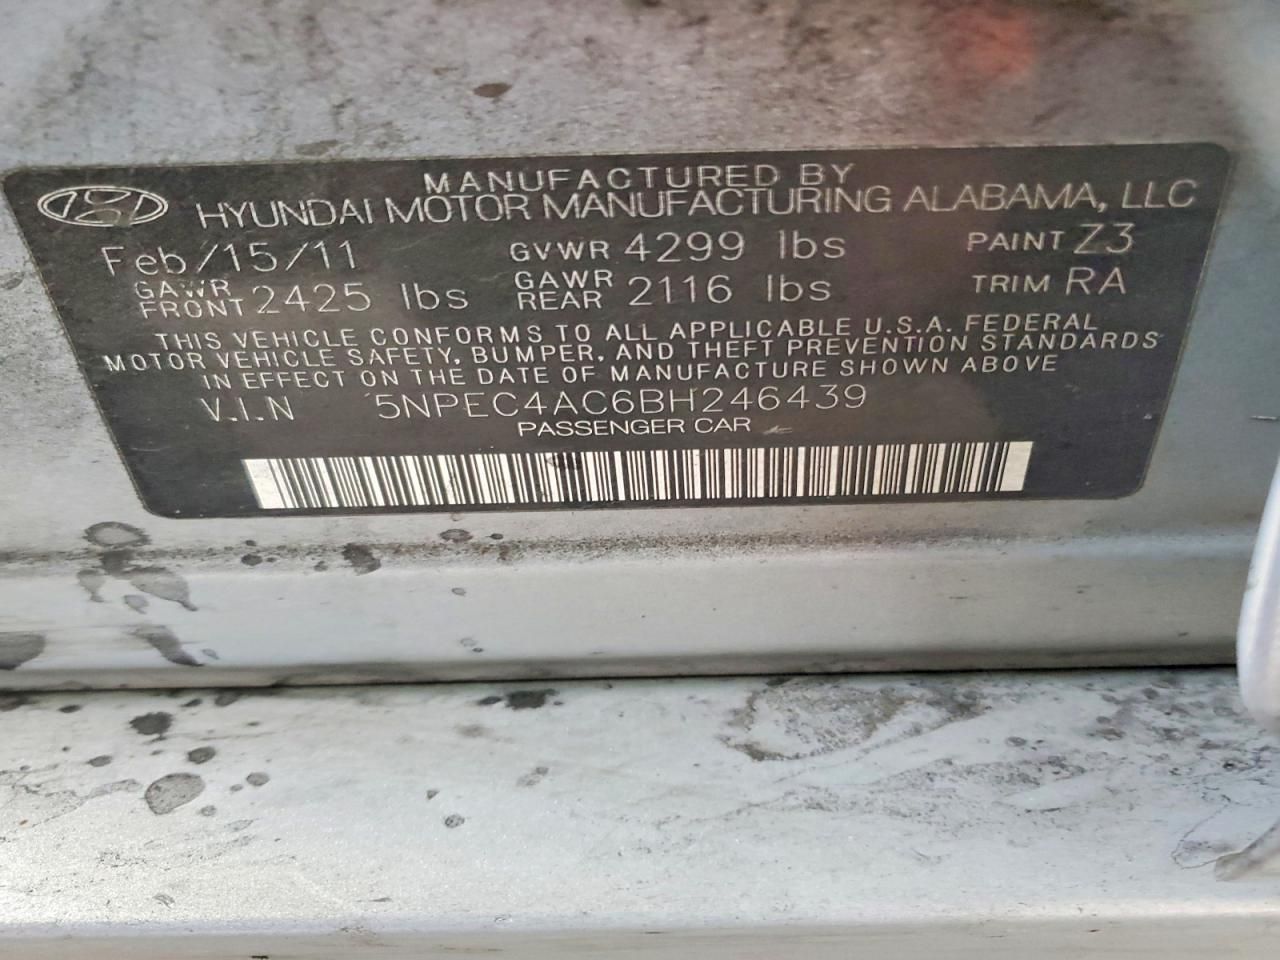 MANUFACTURED BY
HYUNDAI MOTOR MANUFACTURING ALABAMA, LLC
Feb/15/11 GVWR 4299 lbs PAINT Z3
GAWR FRONT 2425 lbs GAWR REAR 2116 lbs TRIM RA
THIS VEHICLE CONFORMS TO ALL APPLICABLE U.S.A. FEDERAL
MOTOR VEHICLE SAFETY, BUMPER, AND THEFT PREVENTION STANDARDS
IN EFFECT ON THE DATE OF MANUFACTURE SHOWN ABOVE
V.I.N 5NPEC4AC6BH246439
PASSENGER CAR